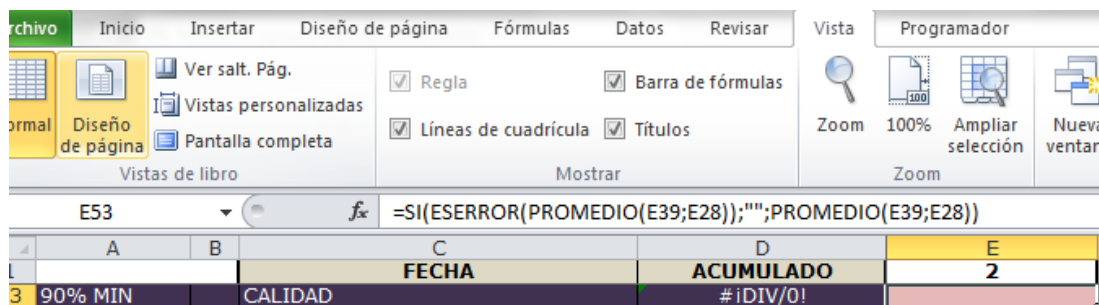 rchivo Inicio Insertar Diseño de página Fórmulas Datos Revisar Vista Programador
Ver salt. Pág.
Vistas personalizadas
Pantalla completa
ormal
Diseño
de página
Vistas de libro
Regla
Barra de fórmulas
Líneas de cuadrícula
Títulos
Mostrar
Zoom
100
100%
Ampliar
selección
Zoom
Nueva
ventan
E53 fx =SI(ESERROR(PROMEDIO(E39;E28));"";PROMEDIO(E39;E28))
A B C D E
1 FECHA ACUMULADO 2
3 90% MIN CALIDAD #¡DIV/0!